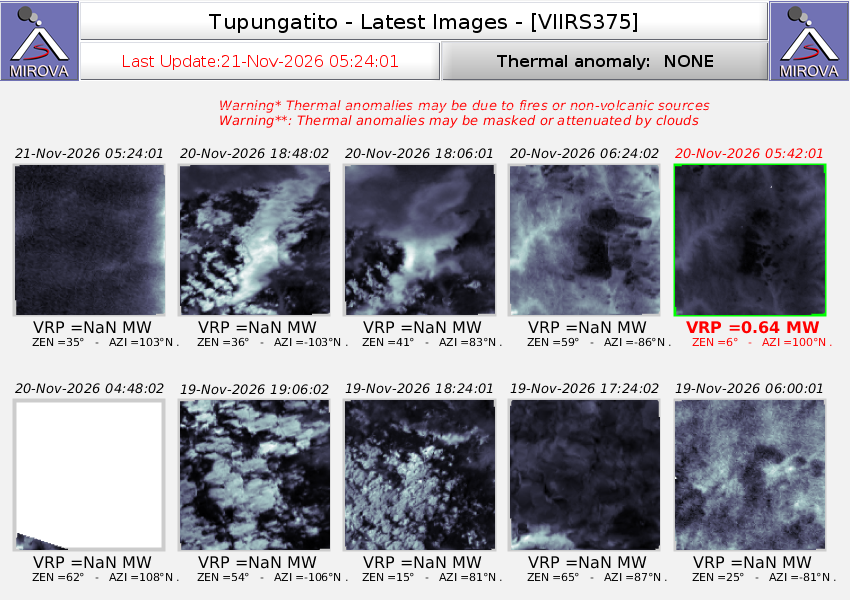 Tupungatito - Latest Images - [VIIRS375]
MIROVA
Last Update:21-Nov-2026 05:24:01
Thermal anomaly: NONE
MIROVA
Warning* Thermal anomalies may be due to fires or non-volcanic sources
Warning**: Thermal anomalies may be masked or attenuated by clouds
21-Nov-2026 05:24:01 20-Nov-2026 18:48:02 20-Nov-2026 18:06:01 20-Nov-2026 06:24:02 20-Nov-2026 05:42:01
VRP =NaN MW VRP =NaN MW VRP =NaN MW VRP =NaN MW VRP =0.64 MW
ZEN =35° - AZI =103°N . ZEN =36° - AZI =-103°N . ZEN =41° - AZI =83°N . ZEN =59° - AZI =-86°N . ZEN =6° - AZI =100°N .
20-Nov-2026 04:48:02 19-Nov-2026 19:06:02 19-Nov-2026 18:24:01 19-Nov-2026 17:24:02 19-Nov-2026 06:00:01
VRP =NaN MW VRP =NaN MW VRP =NaN MW VRP =NaN MW VRP =NaN MW
ZEN =62° - AZI =108°N . ZEN =54° - AZI =-106°N . ZEN =15° - AZI =81°N . ZEN =65° - AZI =87°N . ZEN =25° - AZI =-81°N .